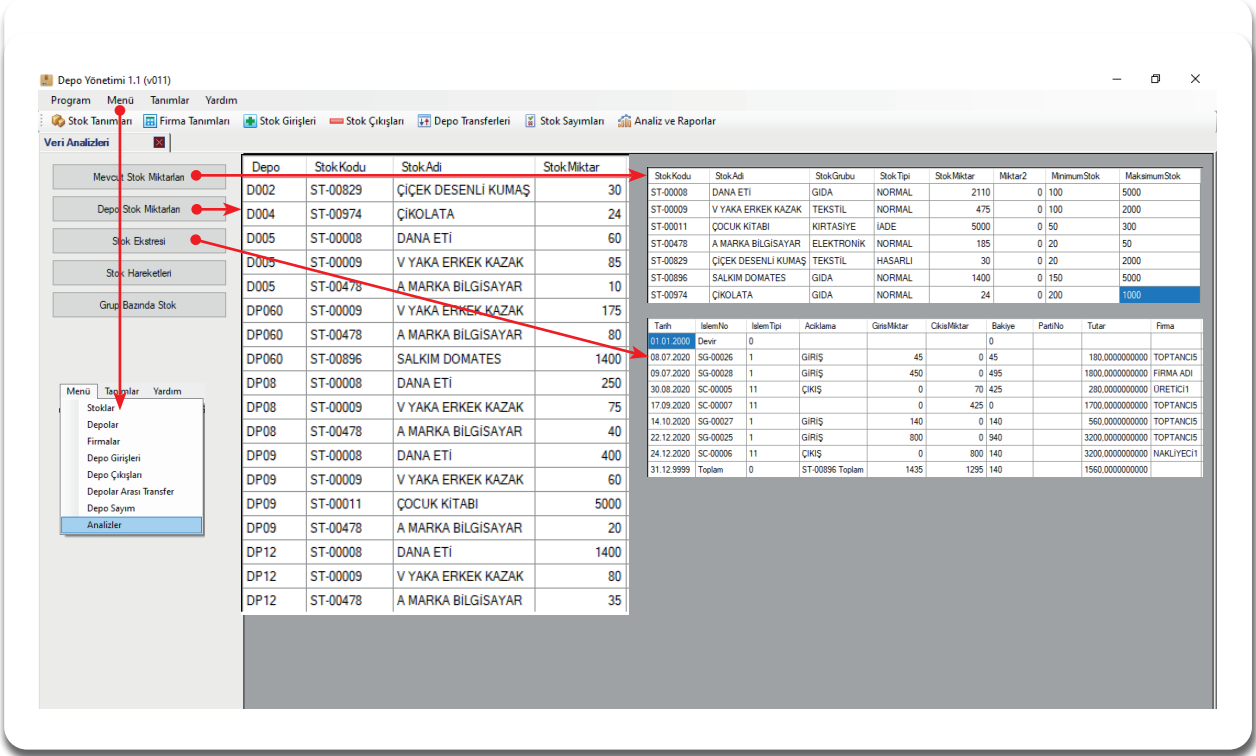 Depo Yönetimi 1.1 (v011)
Program Menü Tanımlar Yardım
Stok Tanımları Firma Tanımları Stok Girişleri Stok Çıkışları Depo Transferleri Stok Sayımları Analiz ve Raporlar
Veri Analizleri
Mevcut Stok Miktarları
Depo Stok Miktarları
Stok Ekstresi
Stok Hareketleri
Grup Bazında Stok
Menü Tanımlar Yardım
Stoklar
Depolar
Firmalar
Depo Girişleri
Depo Çıkışları
Depolar Arası Transfer
Depo Sayım
Analizler
Depo StokKodu StokAdi StokMiktar
D002 ST-00829 ÇİÇEK DESENLİ KUMAŞ 30
D004 ST-00974 ÇİKOLATA 24
D005 ST-00008 DANA ETİ 60
D005 ST-00009 V YAKA ERKEK KAZAK 85
D005 ST-00478 A MARKA BİLGİSAYAR 10
DP060 ST-00009 V YAKA ERKEK KAZAK 175
DP060 ST-00478 A MARKA BİLGİSAYAR 80
DP060 ST-00896 SALKIM DOMATES 1400
DP08 ST-00008 DANA ETİ 250
DP08 ST-00009 V YAKA ERKEK KAZAK 75
DP08 ST-00478 A MARKA BİLGİSAYAR 40
DP09 ST-00008 DANA ETİ 400
DP09 ST-00009 V YAKA ERKEK KAZAK 60
DP09 ST-00011 ÇOCUK KİTABI 5000
DP09 ST-00478 A MARKA BİLGİSAYAR 20
DP12 ST-00008 DANA ETİ 1400
DP12 ST-00009 V YAKA ERKEK KAZAK 80
DP12 ST-00478 A MARKA BİLGİSAYAR 35
StokKodu StokAdi StokGrubu StokTipi StokMiktar Miktar2 MinimumStok MaksimumStok
ST-00008 DANA ETİ GIDA NORMAL 2110 0 100 5000
ST-00009 V YAKA ERKEK KAZAK TEKSTİL NORMAL 475 0 100 2000
ST-00011 ÇOCUK KİTABI KIRTASİYE İADE 5000 0 50 300
ST-00478 A MARKA BİLGİSAYAR ELEKTRONİK NORMAL 185 0 20 50
ST-00829 ÇİÇEK DESENLİ KUMAŞ TEKSTİL HASARLI 30 0 20 2000
ST-00896 SALKIM DOMATES GIDA NORMAL 1400 0 150 5000
ST-00974 ÇİKOLATA GIDA NORMAL 24 0 200 1000
Tarih IslemNo IslemTipi Aciklama GirisMiktar CikisMiktar Bakiye PartiNo Tutar Firma
01.01.2000 Devir 0 0
08.07.2020 SG-00026 1 GİRİŞ 45 0 45 180,0000000000 TOPTANCI5
09.07.2020 SG-00028 1 GİRİŞ 450 0 495 1800,0000000000 FİRMA ADI
30.08.2020 SC-00005 11 ÇIKIŞ 0 70 425 280,0000000000 ÜRETİCİ1
17.09.2020 SC-00007 11 0 425 0 1700,0000000000 TOPTANCI5
14.10.2020 SG-00027 1 GİRİŞ 140 0 140 560,0000000000 TOPTANCI5
22.12.2020 SG-00025 1 GİRİŞ 800 0 940 3200,0000000000 TOPTANCI5
24.12.2020 SC-00006 11 ÇIKIŞ 0 800 140 3200,0000000000 NAKLİYECİ1
31.12.9999 Toplam 0 ST-00896 Toplam 1435 1295 140 1560,0000000000